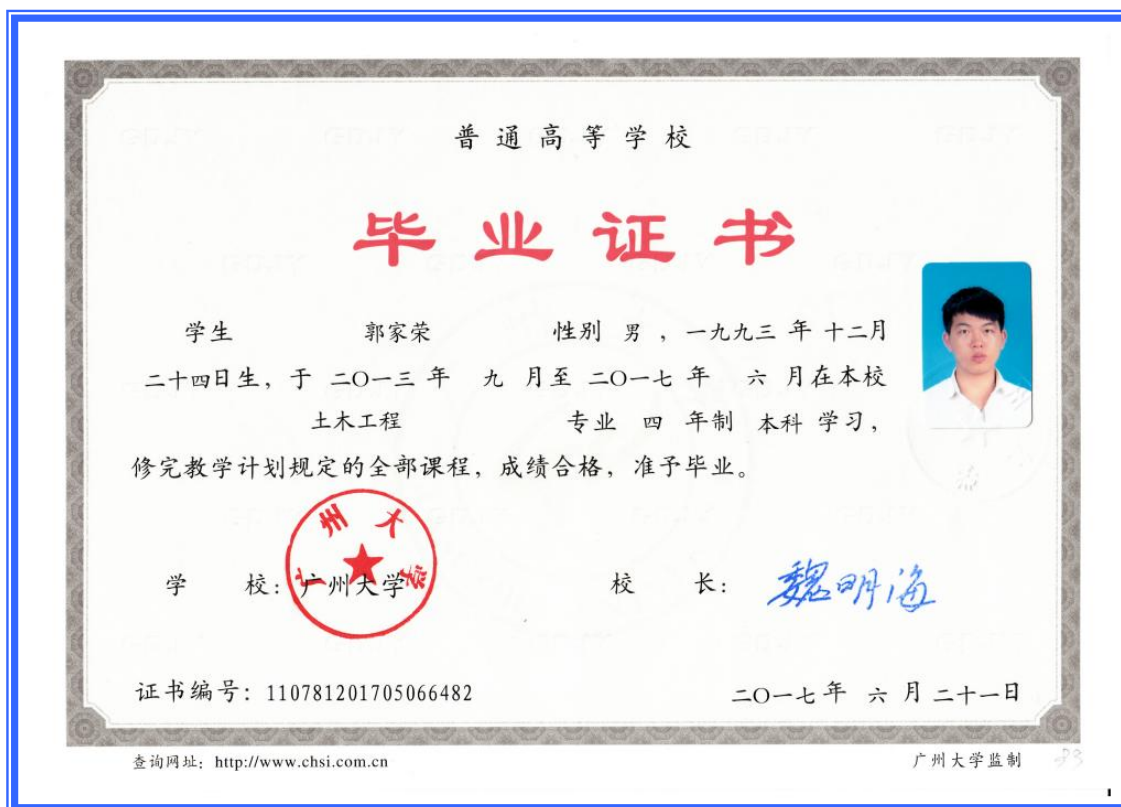 普通高等学校
毕业证书
学生 郭家荣 性别 男 ，一九九三 年 十二月
二十四日生，于 二〇一三 年 九 月至 二〇一七 年 六 月在本校
土木工程 专业 四 年制 本科 学习，
修完教学计划规定的全部课程，成绩合格，准予毕业。
广州大学
学 校：广州大学 校 长：魏明海
证书编号：110781201705066482 二〇一七年 六 月 二十一日
查询网址：http://www.chsi.com.cn 广州大学监制 83